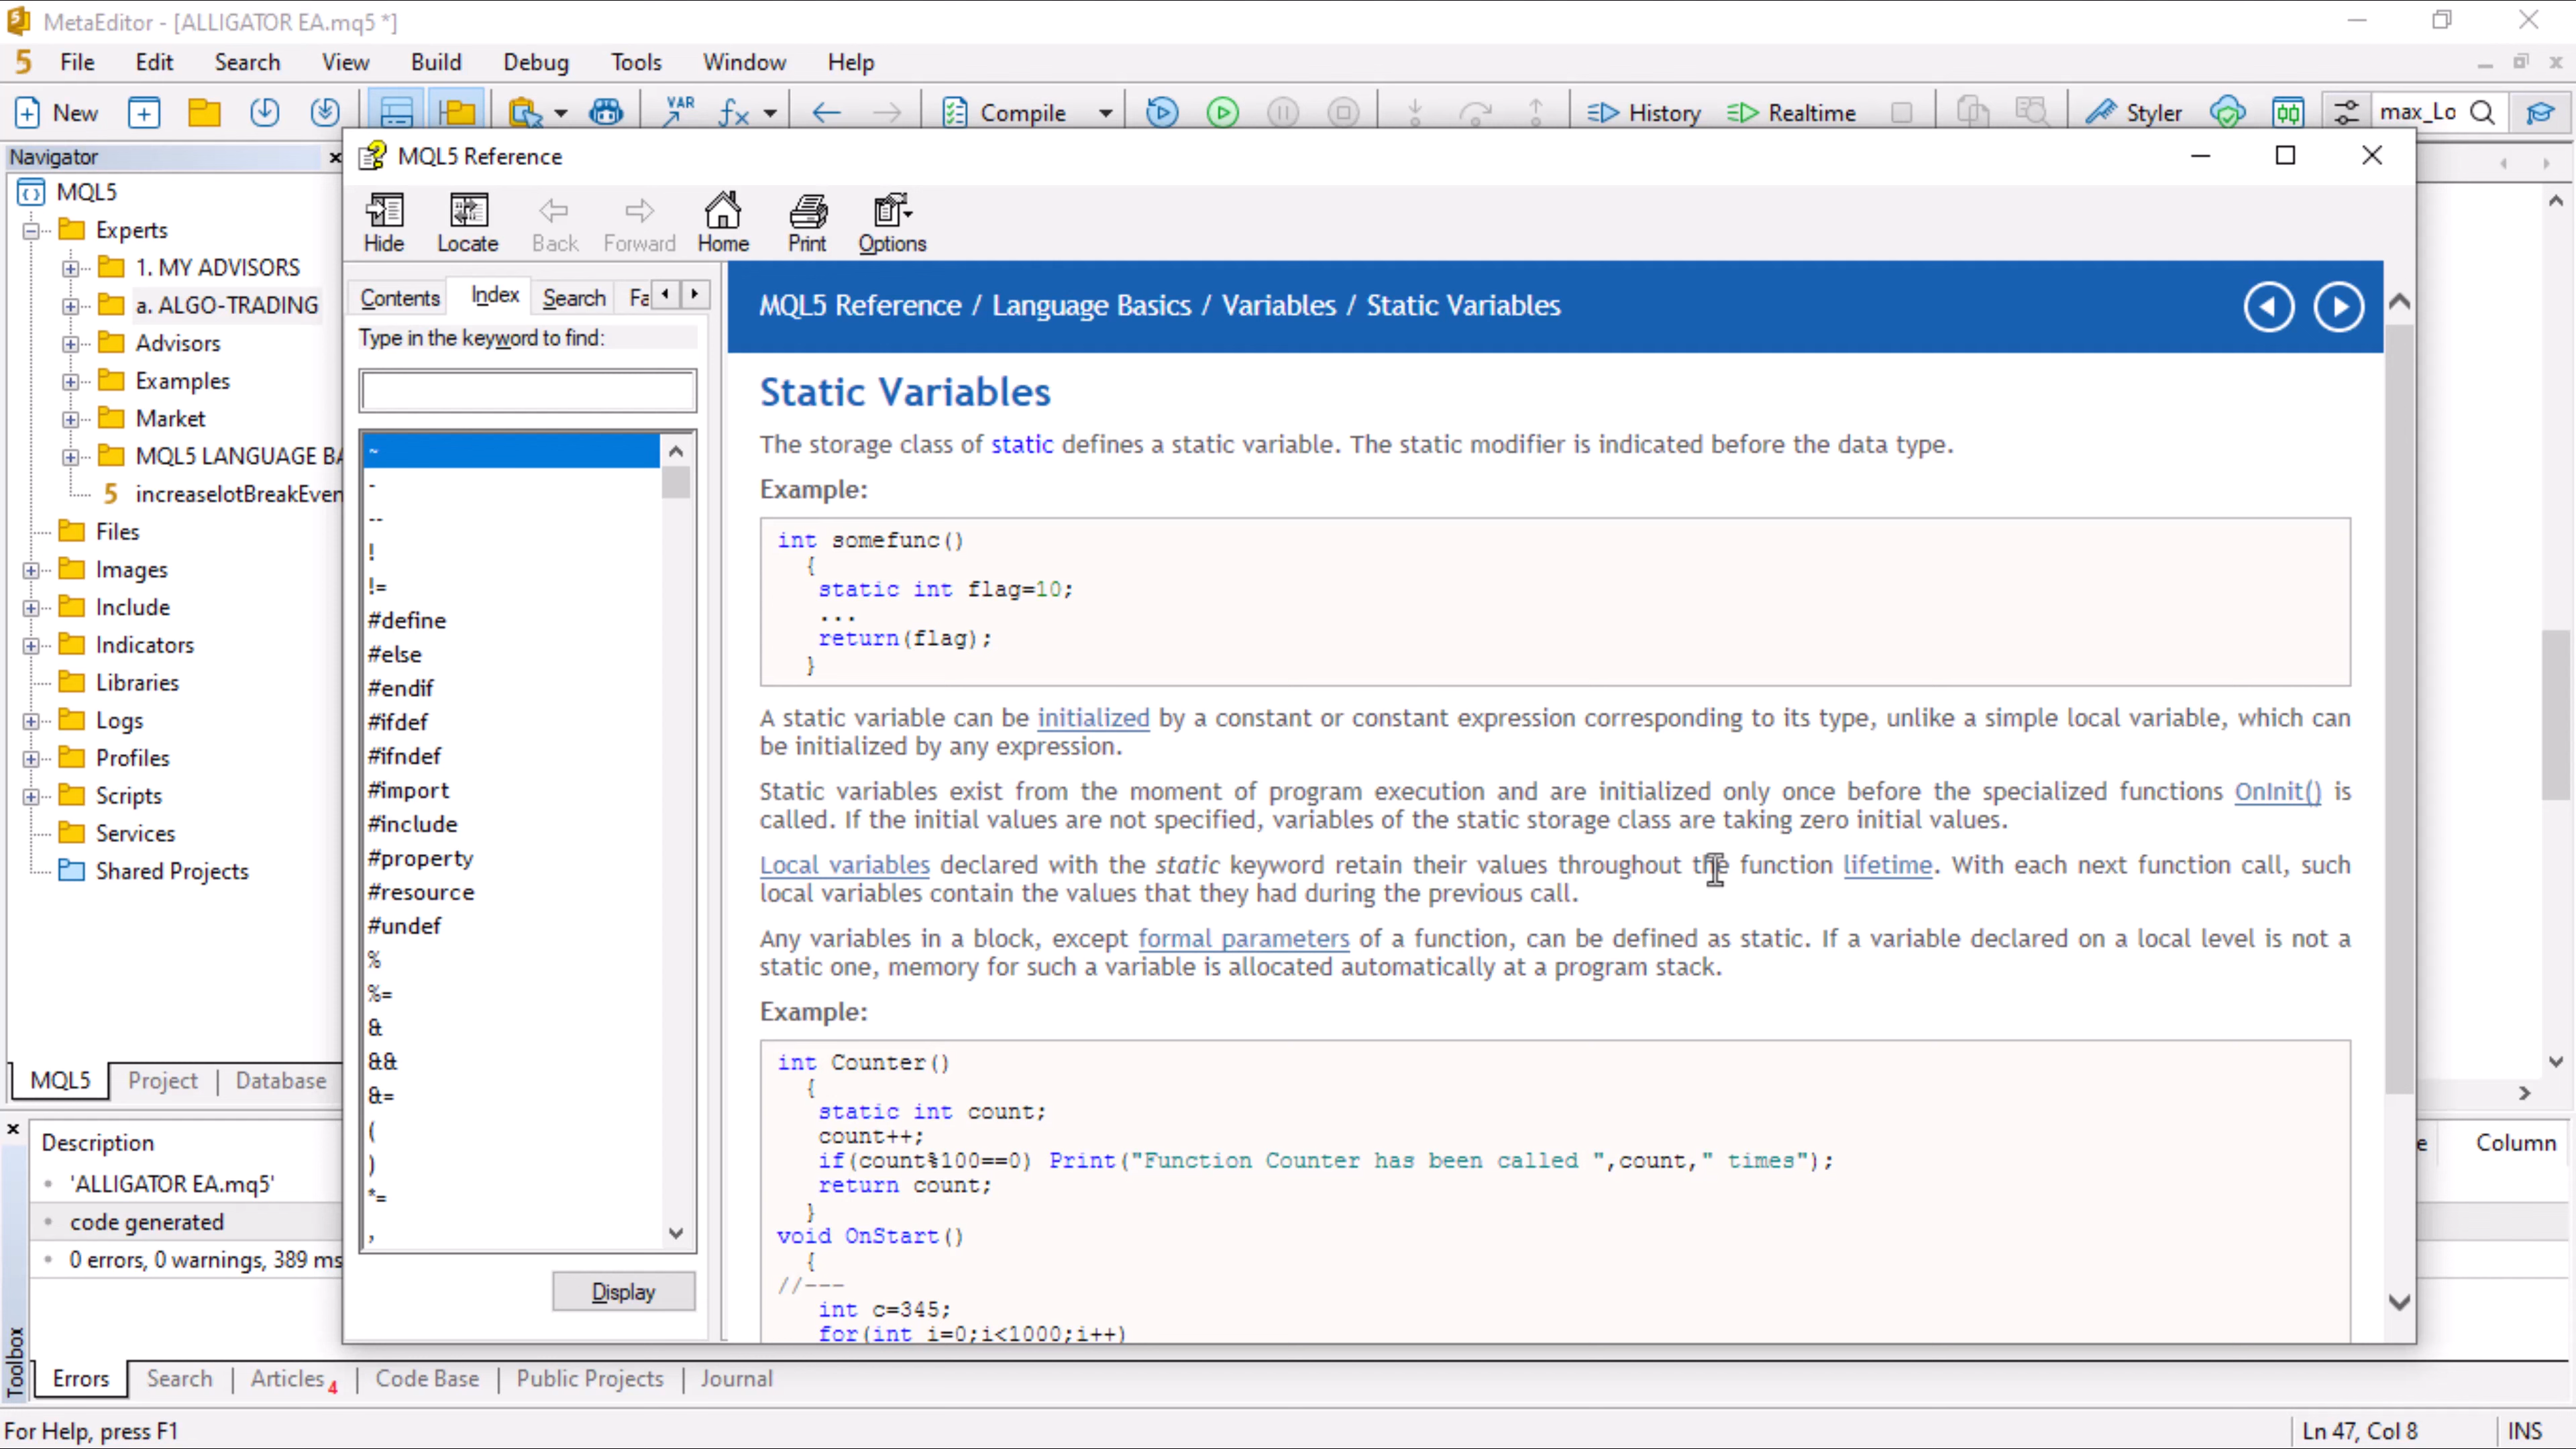 MetaEditor - [ALLIGATOR EA.mq5 *]
File Edit Search View Build Debug Tools Window Help
New VAR Compile History Realtime Styler max_Lo
Navigator
MQL5
Experts
1. MY ADVISORS
a. ALGO-TRADING
Advisors
Examples
Market
MQL5 LANGUAGE BA
increaselotBreakEven
Files
Images
Include
Indicators
Libraries
Logs
Profiles
Scripts
Services
Shared Projects
MQL5 Project Database
MQL5 Reference
Hide Locate Back Forward Home Print Options
Contents Index Search Fa
Type in the keyword to find:
~
-
--
!
!=
#define
#else
#endif
#ifdef
#ifndef
#import
#include
#property
#resource
#undef
%
%=
&
&&
&=
(
)
*=
,
Display
MQL5 Reference / Language Basics / Variables / Static Variables
Static Variables
The storage class of static defines a static variable. The static modifier is indicated before the data type.
Example:
int somefunc()
{
static int flag=10;
...
return(flag);
}
A static variable can be initialized by a constant or constant expression corresponding to its type, unlike a simple local variable, which can
be initialized by any expression.
Static variables exist from the moment of program execution and are initialized only once before the specialized functions OnInit() is
called. If the initial values are not specified, variables of the static storage class are taking zero initial values.
Local variables declared with the static keyword retain their values throughout the function lifetime. With each next function call, such
local variables contain the values that they had during the previous call.
Any variables in a block, except formal parameters of a function, can be defined as static. If a variable declared on a local level is not a
static one, memory for such a variable is allocated automatically at a program stack.
Example:
int Counter()
{
static int count;
count++;
if(count%100==0) Print("Function Counter has been called ",count," times");
return count;
}
void OnStart()
{
//---
int c=345;
for(int i=0;i<1000;i++)
Description e Column
'ALLIGATOR EA.mq5'
code generated
0 errors, 0 warnings, 389 ms
Toolbox
Errors Search Articles 4 Code Base Public Projects Journal
For Help, press F1 Ln 47, Col 8 INS